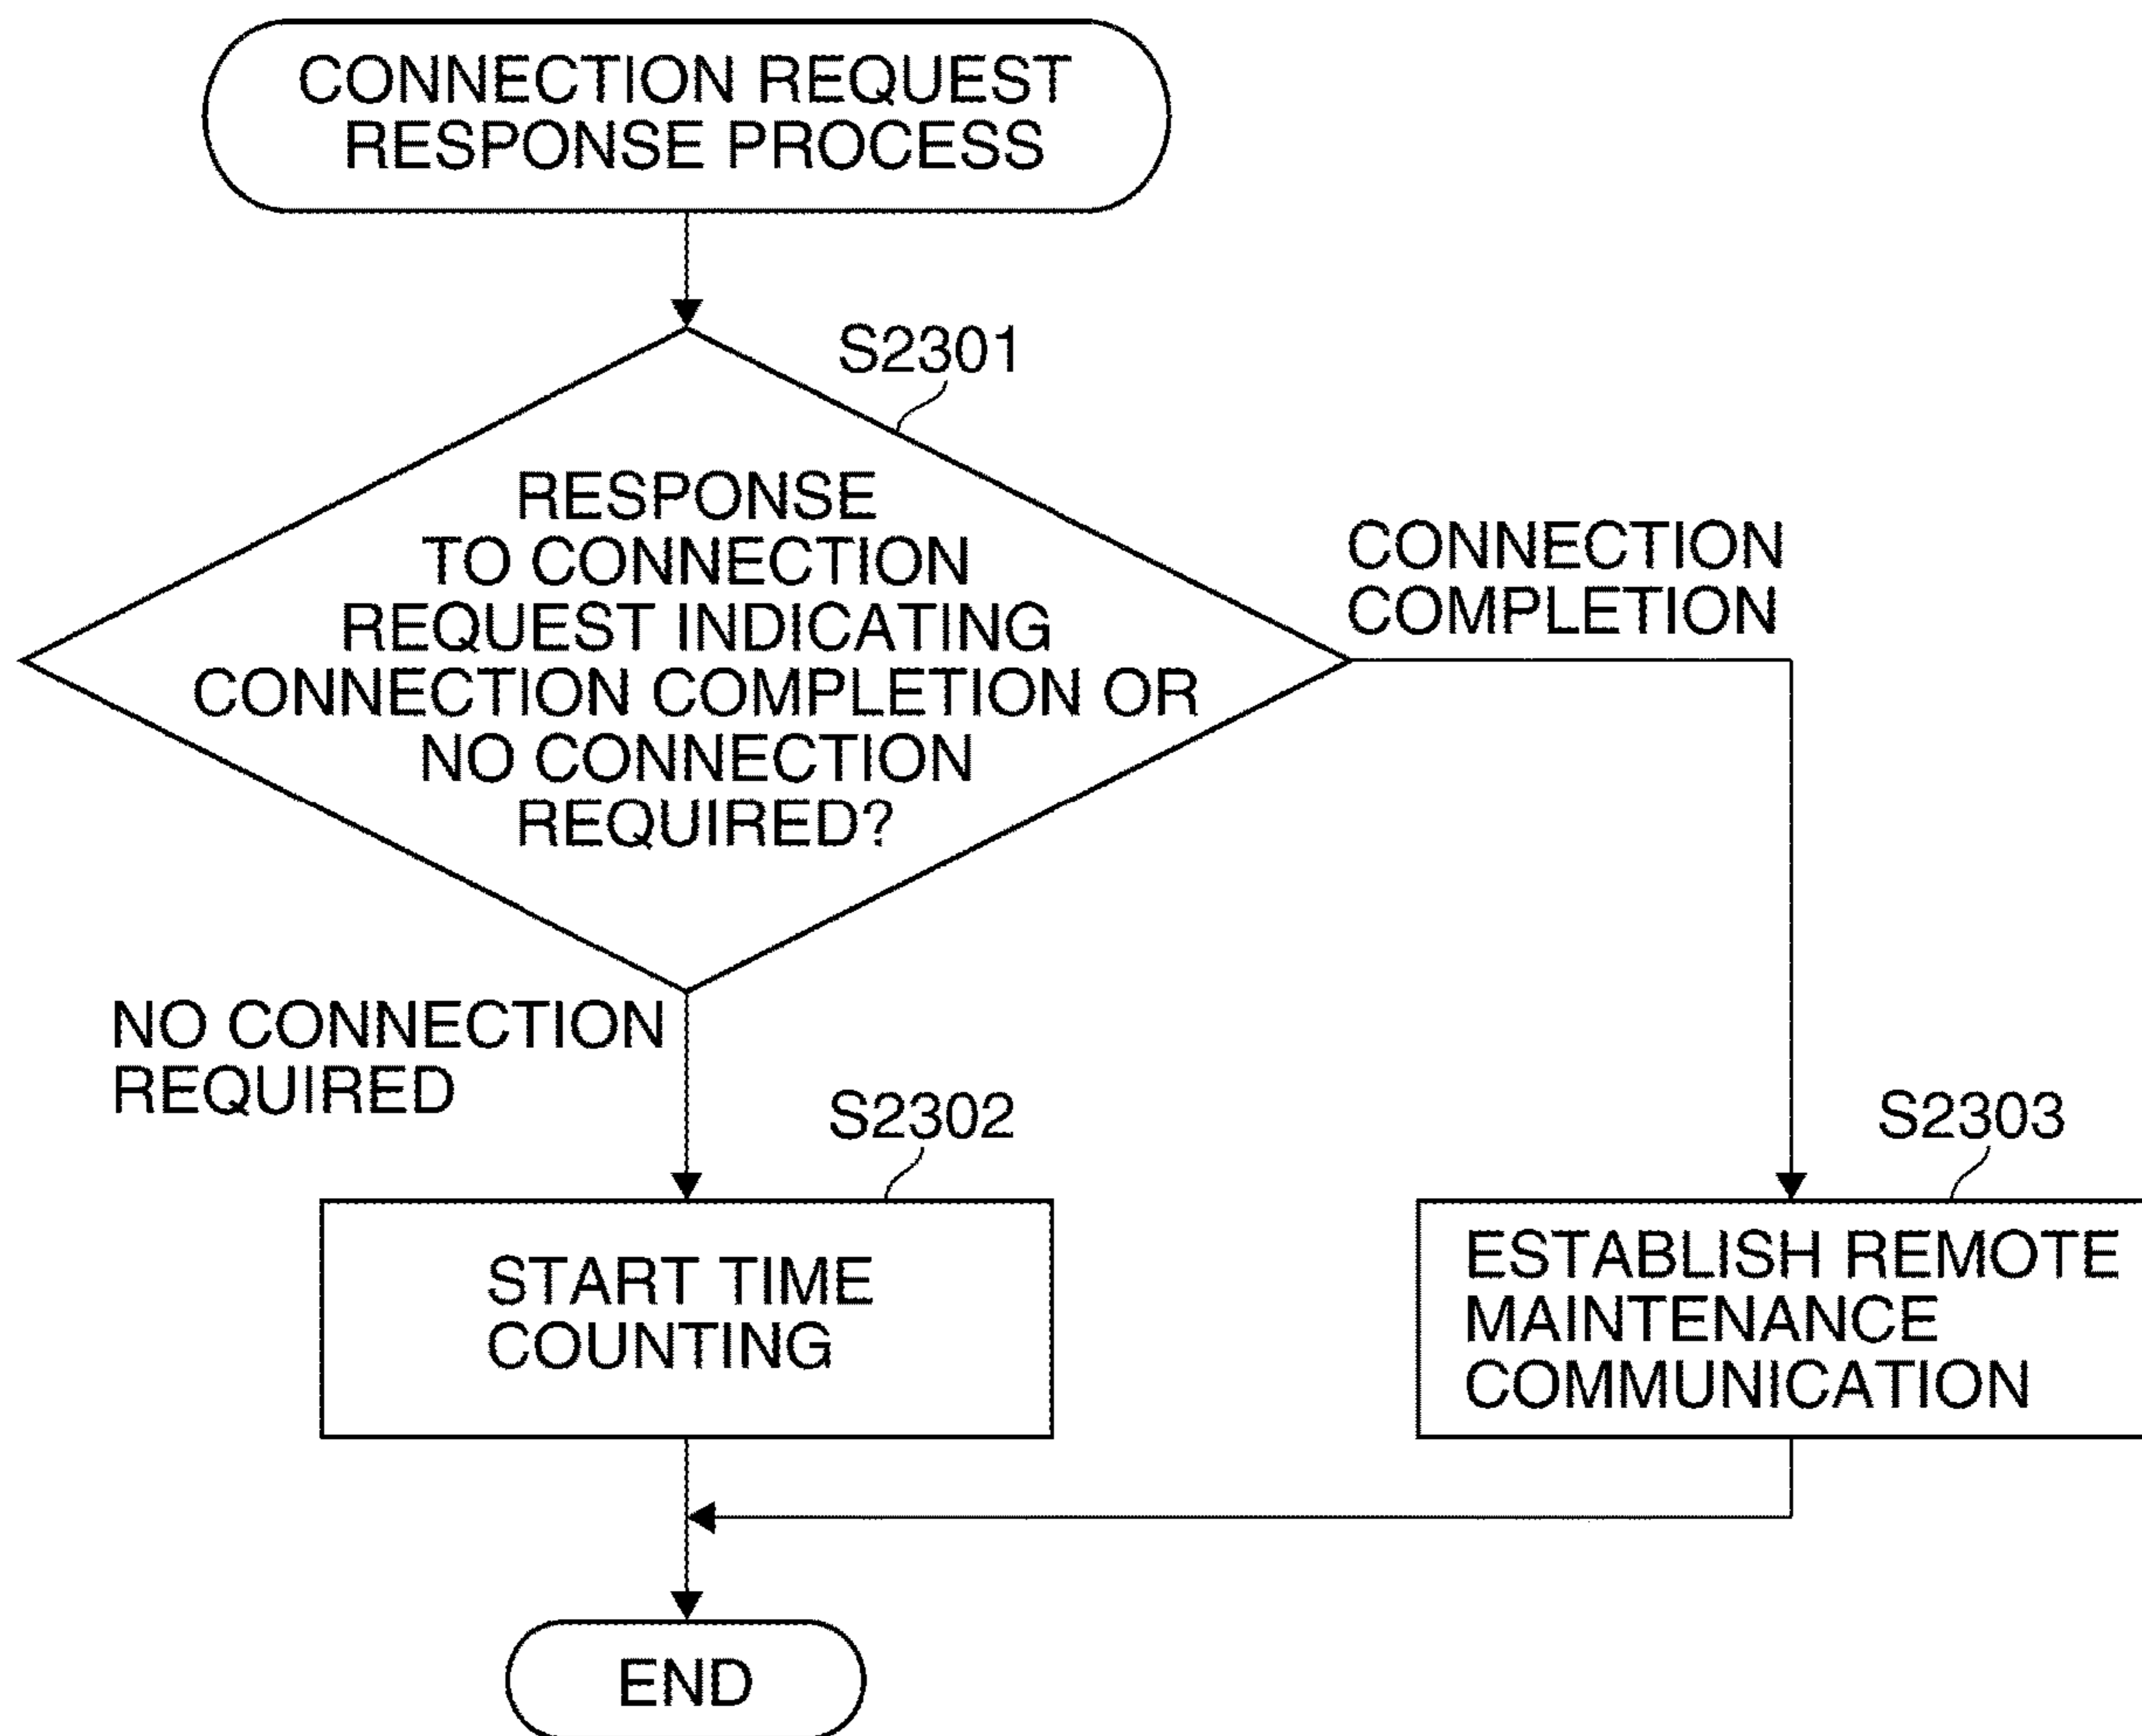 CONNECTION REQUEST
RESPONSE PROCESS
S2301
RESPONSE
TO CONNECTION
REQUEST INDICATING
CONNECTION COMPLETION OR
NO CONNECTION
REQUIRED?
CONNECTION
COMPLETION
NO CONNECTION
REQUIRED
S2302
START TIME
COUNTING
S2303
ESTABLISH REMOTE
MAINTENANCE
COMMUNICATION
END